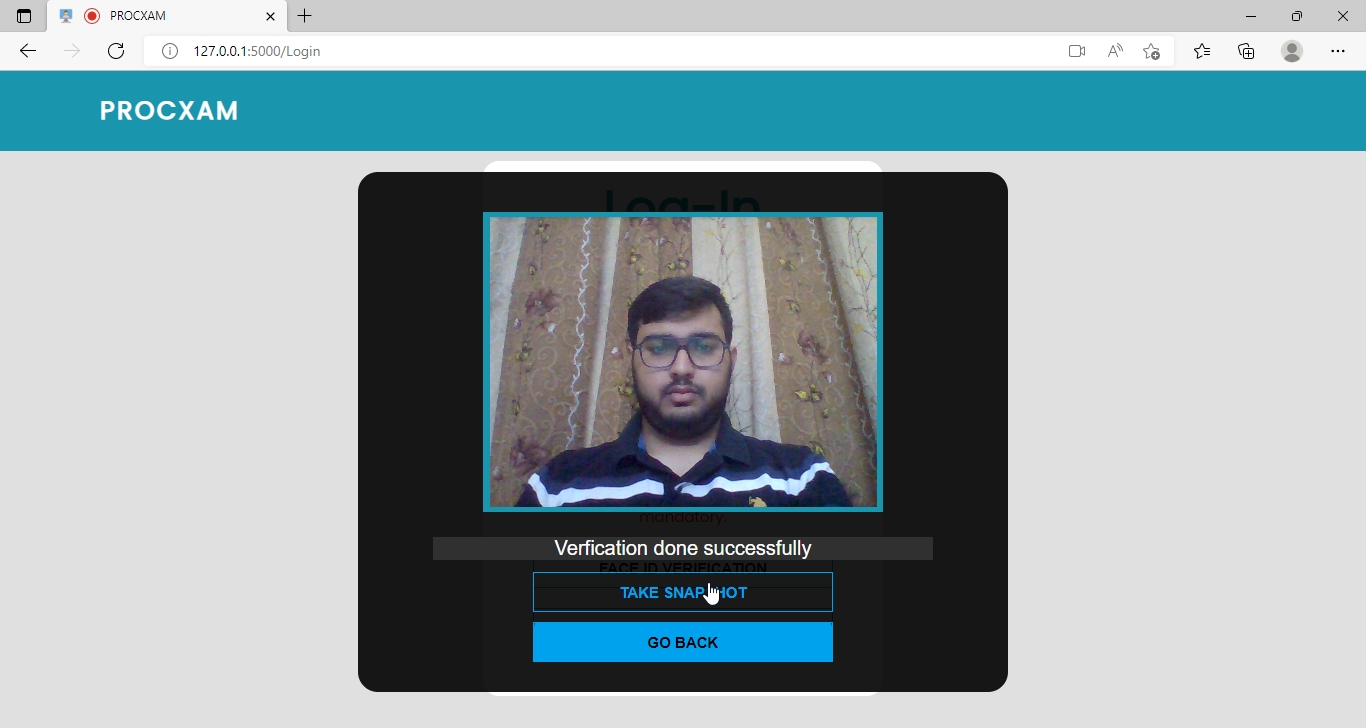 PROCXAM
127.0.0.1:5000/Login
PROCXAM
Log-In
mandatory.
Verfication done successfully
FACE ID VERIFICATION
TAKE SNAPSHOT
GO BACK